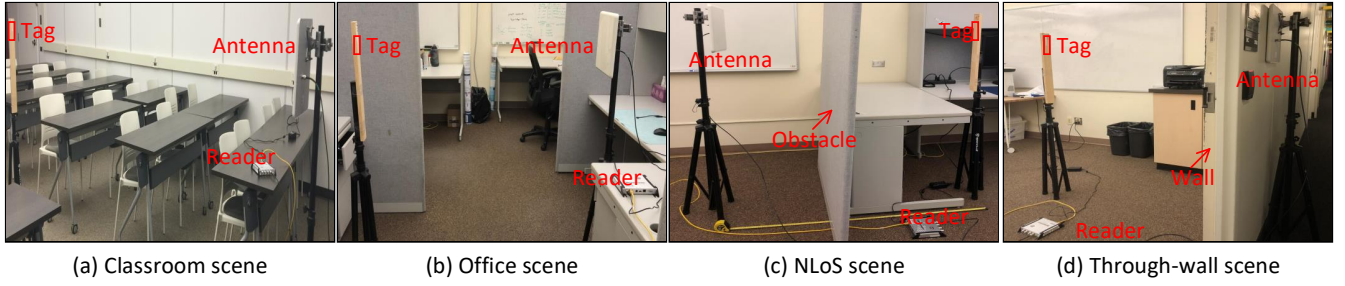 Tag
Antenna
Reader
Tag
Antenna
Reader
Antenna
Tag
Obstacle
Reader
Tag
Antenna
Wall
Reader
(a) Classroom scene
(b) Office scene
(c) NLoS scene
(d) Through-wall scene